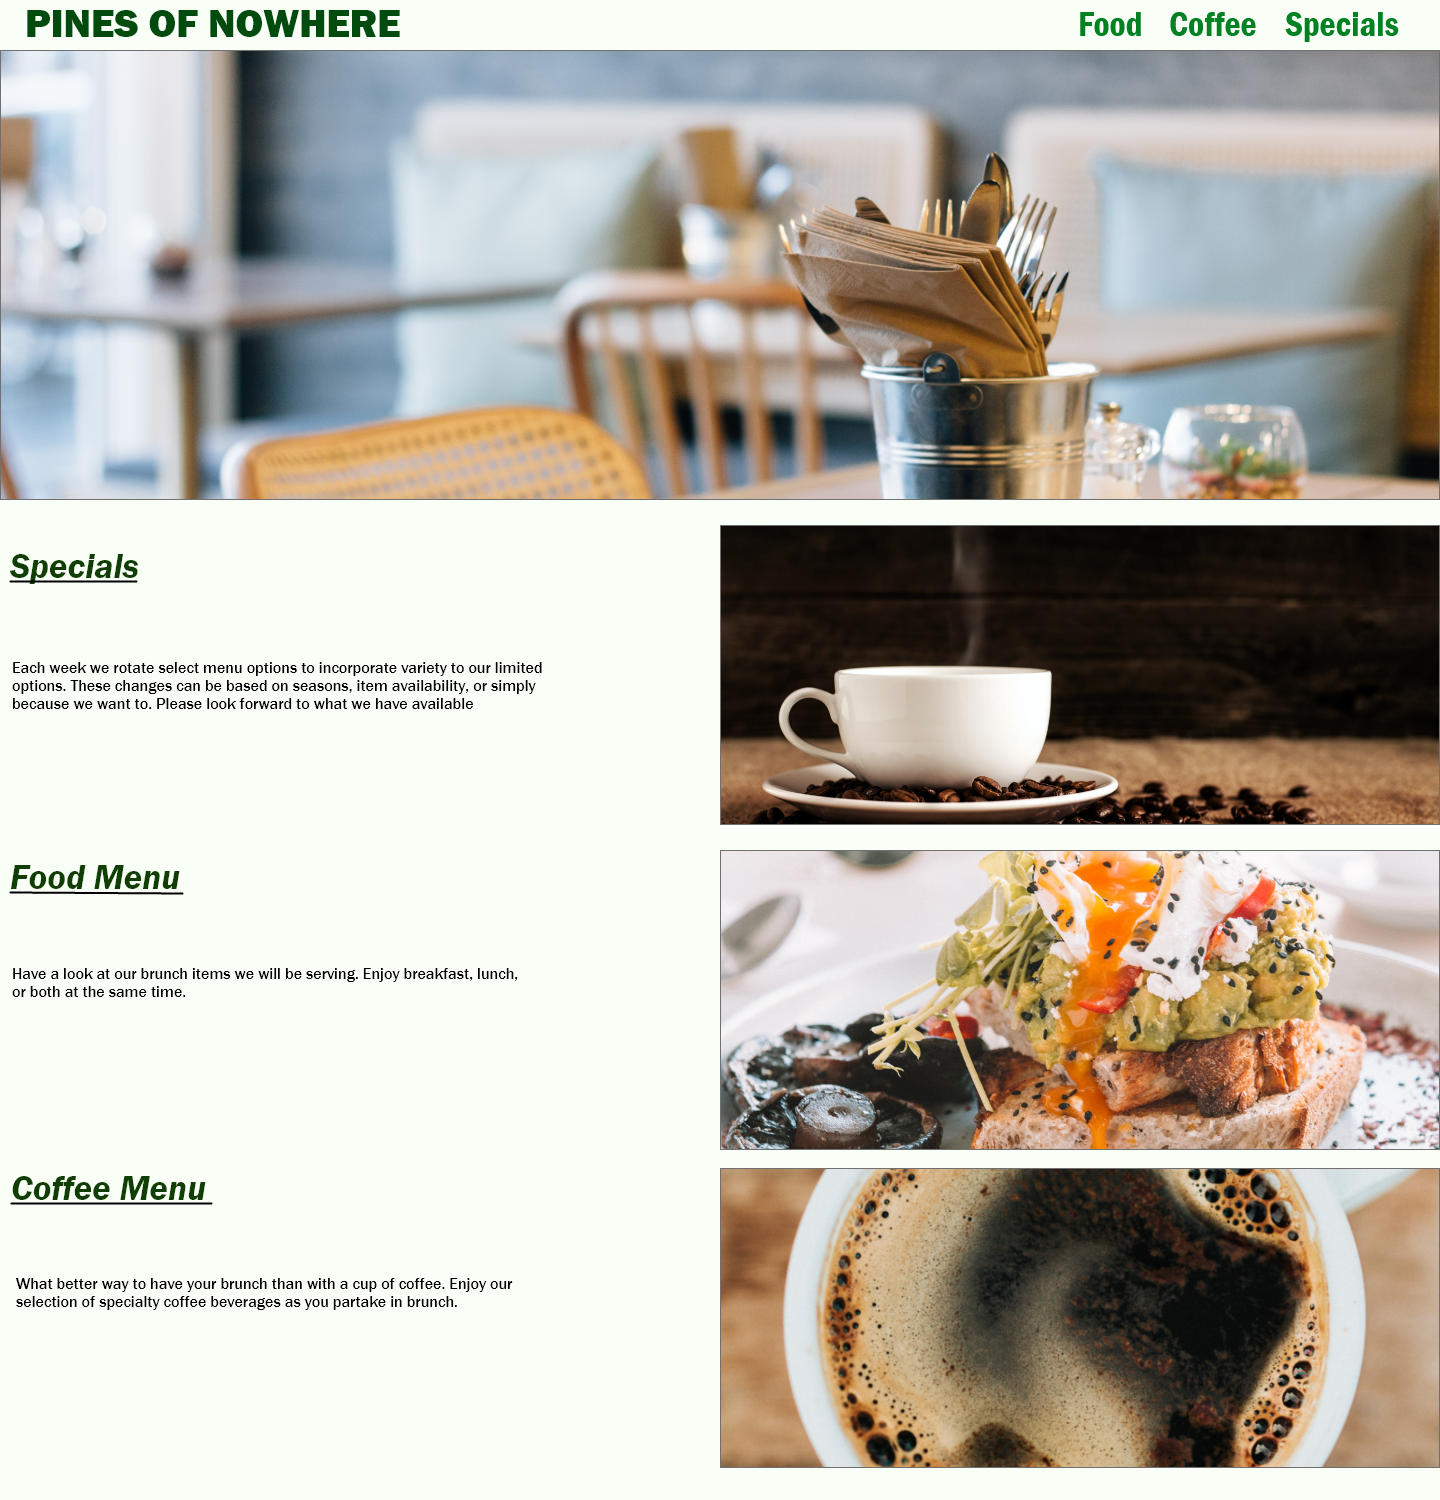 PINES OF NOWHERE
Food Coffee Specials
Specials
Each week we rotate select menu options to incorporate variety to our limited
options. These changes can be based on seasons, item availability, or simply
because we want to. Please look forward to what we have available
Food Menu
Have a look at our brunch items we will be serving. Enjoy breakfast, lunch,
or both at the same time.
Coffee Menu
What better way to have your brunch than with a cup of coffee. Enjoy our
selection of specialty coffee beverages as you partake in brunch.